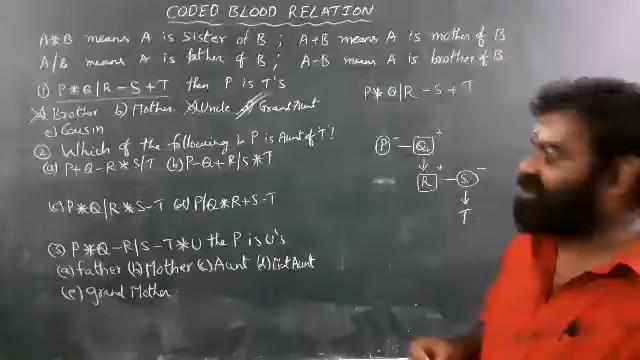 CODED BLOOD RELATION
A*B means A is sister of B ; A+B means A is mother of B
A/B means A is father of B ; A-B means A is brother of B
(1) P*Q/R-S+T then P is T's
a) Brother b) Mother c) Uncle d) Grand Aunt
e) Cousin
(2) Which of the following is P is Aunt of T?
(a) P+Q-R*S/T (b) P-Q+R/S*T
(c) P*Q/R*S-T (d) P/Q*R+S-T
(3) P*Q-R/S-T*U the P is U's
(a) father (b) Mother (c) Aunt (d)
(e) grand Mother
P*Q/R-S+T
P - Q +
R + S -
T